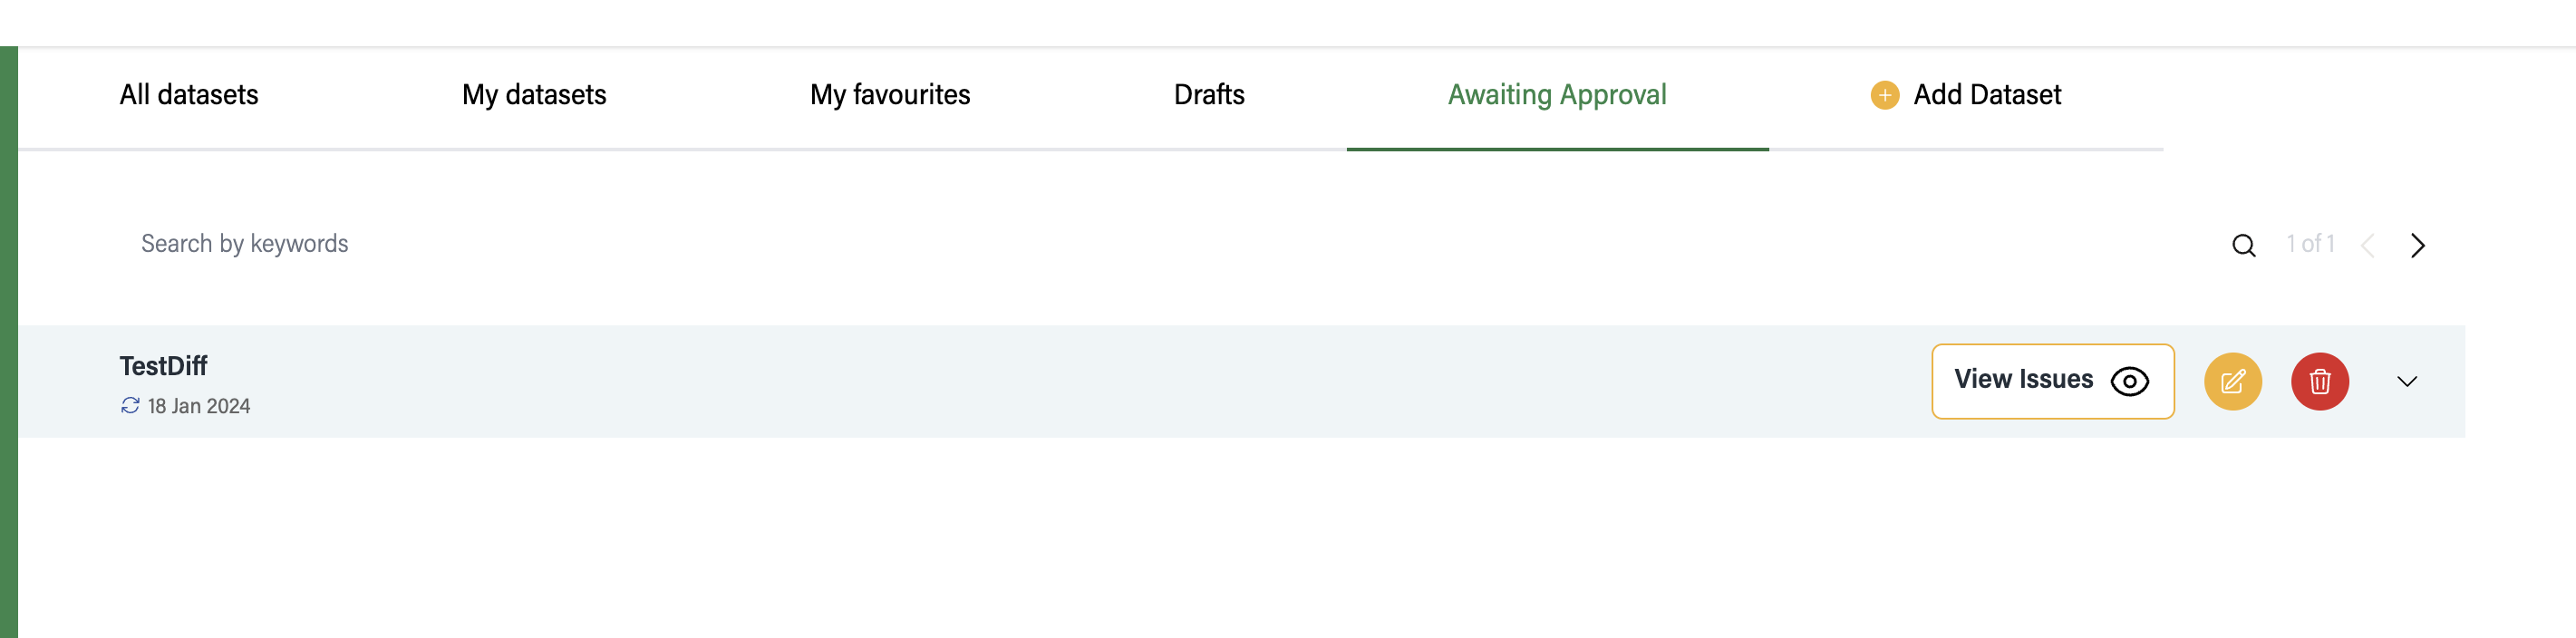 All datasets
My datasets
My favourites
Drafts
Awaiting Approval
Add Dataset
Search by keywords
1 of 1
TestDiff
18 Jan 2024
View Issues